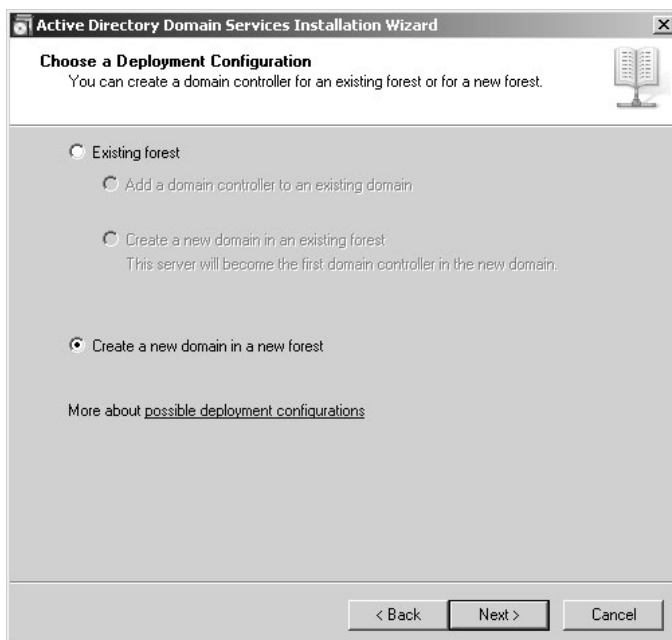 Active Directory Domain Services Installation Wizard
Choose a Deployment Configuration
You can create a domain controller for an existing forest or for a new forest.
Existing forest
Add a domain controller to an existing domain
Create a new domain in an existing forest
This server will become the first domain controller in the new domain.
Create a new domain in a new forest
More about possible deployment configurations
< Back Next > Cancel